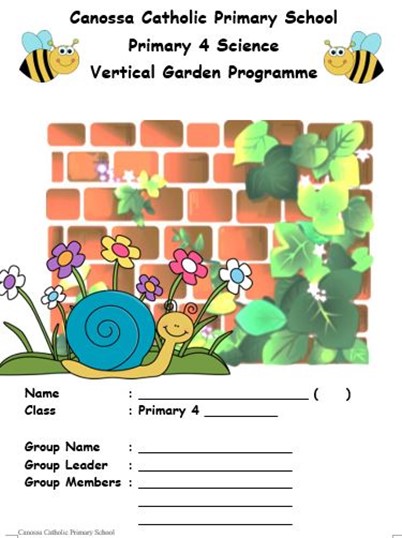 Canossa Catholic Primary School
Primary 4 Science
Vertical Garden Programme
Name : ______________________ ( )
Class : Primary 4 __________
Group Name : ____________________
Group Leader : ____________________
Group Members : ____________________
____________________
____________________
Canossa Catholic Primary School